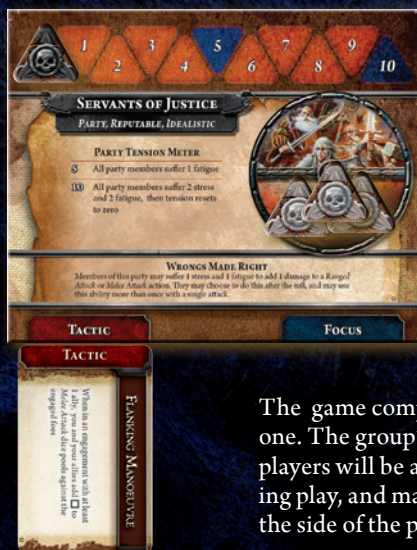 1 2 3 4 5 6 7 8 9 10
SERVANTS OF JUSTICE
PARTY, REPUTABLE, IDEALISTIC
PARTY TENSION METER
5 All party members suffer 1 fatigue
10 All party members suffer 2 stress
and 2 fatigue, then tension resets
to zero
WRONGS MADE RIGHT
Members of this party may suffer 1 stress and 1 fatigue to add 1 damage to a Ranged
Attack or Melee Attack action. They may choose to do this after the roll, and may use
this ability more than once with a single attack.
TACTIC
FOCUS
TACTIC
FLANKING MANOEUVRE
When in an engagement with at least
1 ally, you and your allies add □ to
Melee Attack dice pools against the
engaged foes
The game comp
one. The group
players will be a
ing play, and ma
the side of the p